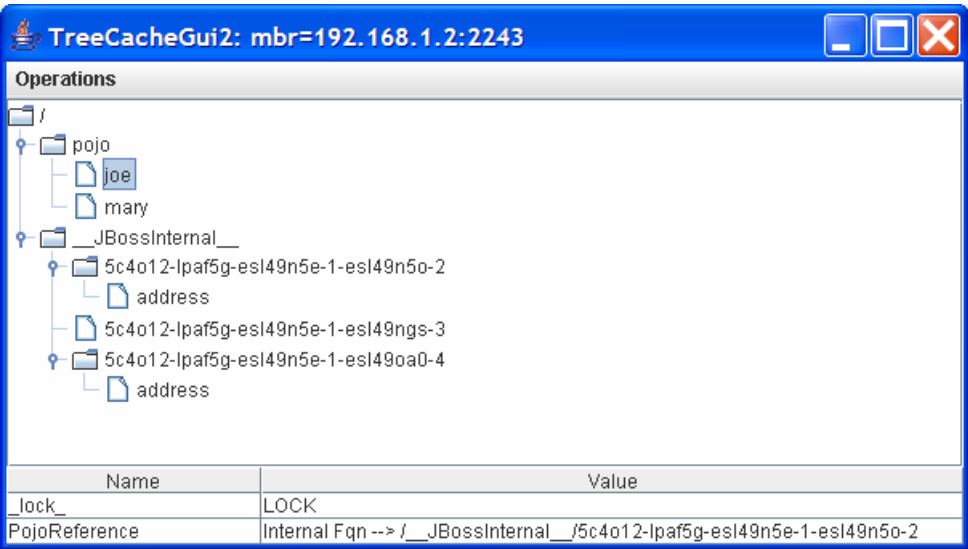 TreeCacheGui2: mbr=192.168.1.2:2243
Operations
/
pojo
joe
mary
__JBossInternal__
5c4o12-lpaf5g-esl49n5e-1-esl49n5o-2
address
5c4o12-lpaf5g-esl49n5e-1-esl49ngs-3
5c4o12-lpaf5g-esl49n5e-1-esl49oa0-4
address
Name Value
_lock_ LOCK
PojoReference Internal Fqn --> /__JBossInternal__/5c4o12-lpaf5g-esl49n5e-1-esl49n5o-2